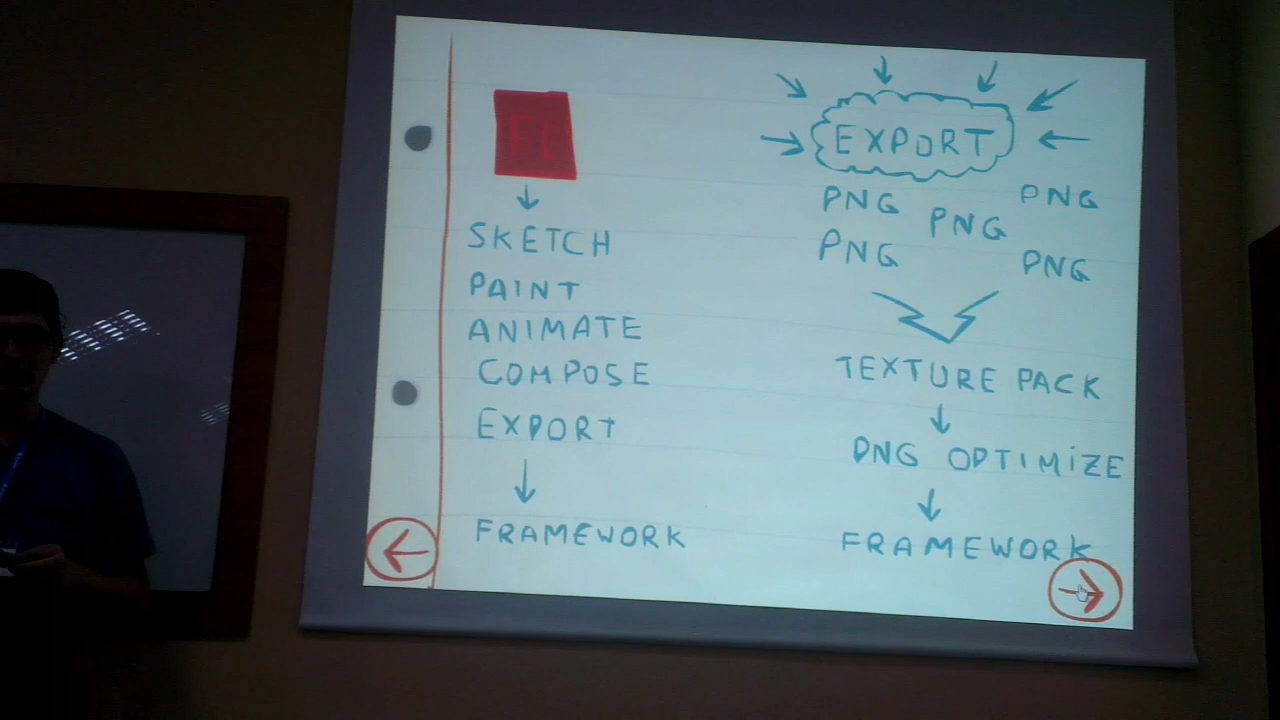 FL
SKETCH
PAINT
ANIMATE
COMPOSE
EXPORT
FRAMEWORK
EXPORT
PNG PNG
PNG
PNG PNG
TEXTURE PACK
PNG OPTIMIZE
FRAMEWORK